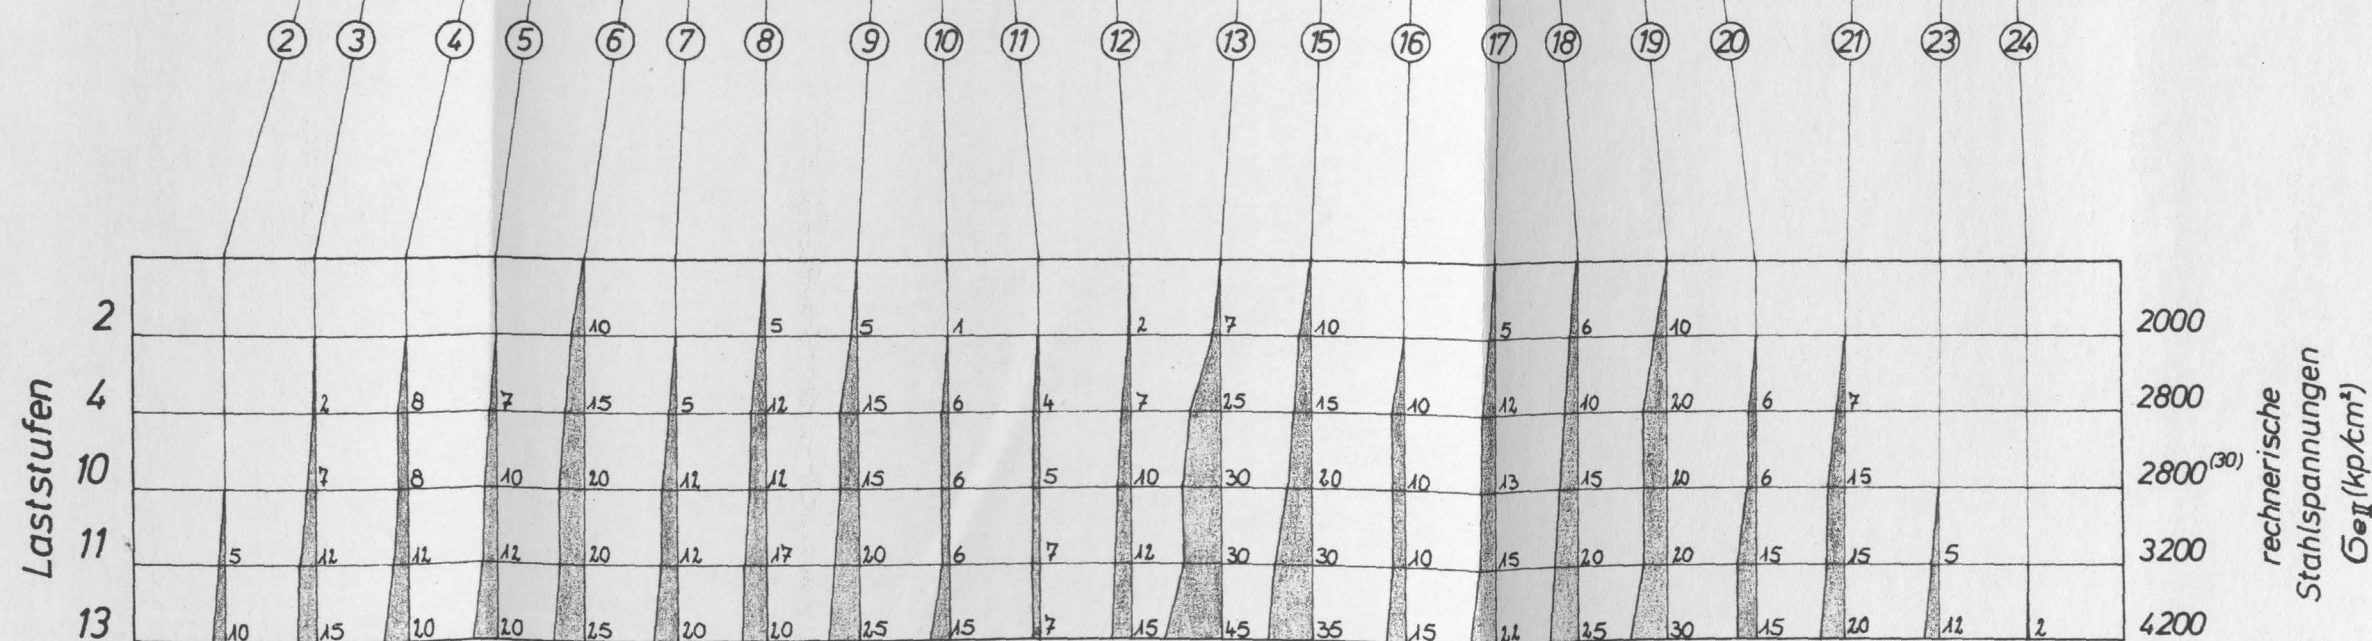 2 3 4 5 6 7 8 9 10 11 12 13 15 16 17 18 19 20 21 23 24
2 10 5 5 1 2 7 10 5 6 10 2000
4 2 8 7 15 5 12 15 6 4 7 25 15 10 12 10 20 6 7 2800
10 7 8 10 20 12 12 15 6 5 10 30 20 10 13 15 20 6 15 2800 (30)
11 5 12 12 12 20 12 17 20 6 7 12 30 30 10 15 20 20 15 15 5 3200
13 10 15 20 20 25 20 20 25 15 7 15 45 35 15 22 25 30 15 20 12 2 4200
Laststufen
rechnerische
Stahlspannungen
σeII (kp/cm²)